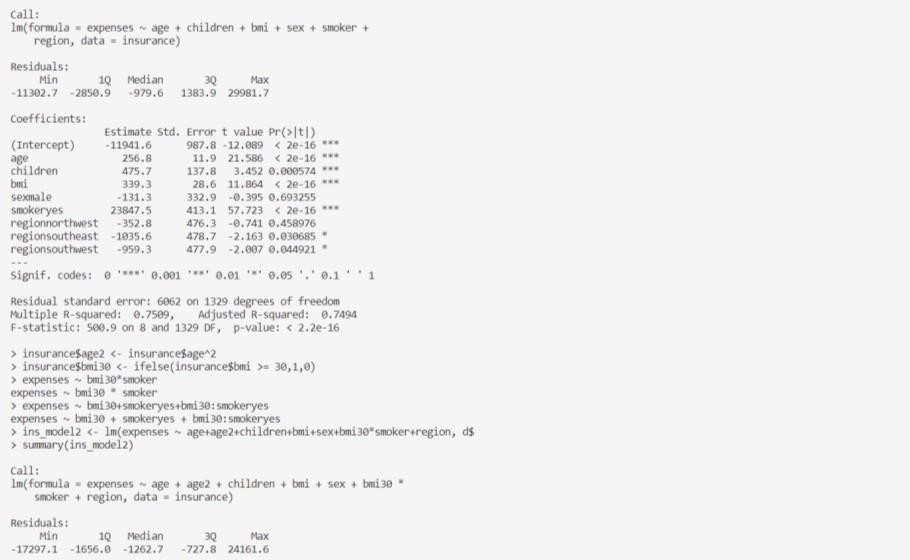 Call:
lm(formula = expenses ~ age + children + bmi + sex + smoker +
    region, data = insurance)
Residuals:
     Min       1Q   Median       3Q      Max
-11302.7  -2850.9   -979.6   1383.9  29981.7
Coefficients:
                Estimate Std. Error t value Pr(>|t|)
(Intercept)     -11941.6      987.8 -12.089  < 2e-16 ***
age                256.8       11.9  21.586  < 2e-16 ***
children           475.7      137.8   3.452 0.000574 ***
bmi                339.3       28.6  11.864  < 2e-16 ***
sexmale           -131.3      332.9  -0.395 0.693255
smokeryes        23847.5      413.1  57.723  < 2e-16 ***
regionnorthwest   -352.8      476.3  -0.741 0.458976
regionsoutheast  -1035.6      478.7  -2.163 0.030685 *
regionsouthwest   -959.3      477.9  -2.007 0.044921 *
---
Signif. codes:  0 '***' 0.001 '**' 0.01 '*' 0.05 '.' 0.1 ' ' 1
Residual standard error: 6062 on 1329 degrees of freedom
Multiple R-squared:  0.7509,    Adjusted R-squared:  0.7494
F-statistic: 500.9 on 8 and 1329 DF,  p-value: < 2.2e-16
> insurance$age2 <- insurance$age^2
> insurance$bmi30 <- ifelse(insurance$bmi >= 30,1,0)
> expenses ~ bmi30*smoker
expenses ~ bmi30 * smoker
> expenses ~ bmi30+smokeryes+bmi30:smokeryes
expenses ~ bmi30 + smokeryes + bmi30:smokeryes
> ins_model2 <- lm(expenses ~ age+age2+children+bmi+sex+bmi30*smoker+region, d$
> summary(ins_model2)
Call:
lm(formula = expenses ~ age + age2 + children + bmi + sex + bmi30 *
    smoker + region, data = insurance)
Residuals:
     Min       1Q   Median       3Q      Max
-17297.1  -1656.0  -1262.7   -727.8  24161.6